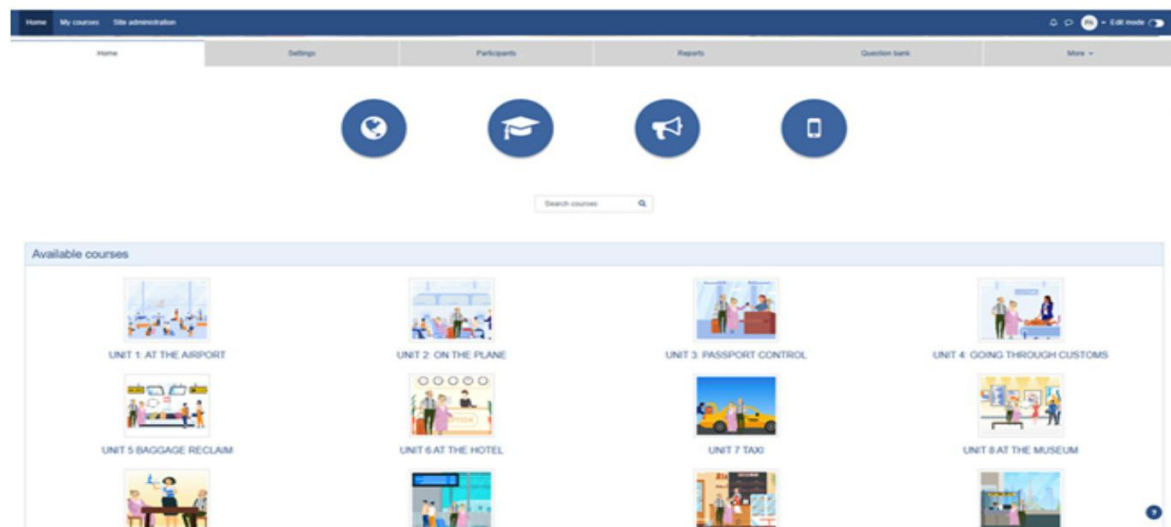 Home My courses Site administration Edit mode
Home Settings Participants Reports Question bank More
Search courses
Available courses
UNIT 1: AT THE AIRPORT UNIT 2: ON THE PLANE UNIT 3: PASSPORT CONTROL UNIT 4: GOING THROUGH CUSTOMS
UNIT 5 BAGGAGE RECLAIM UNIT 6 AT THE HOTEL UNIT 7 TAXI UNIT 8 AT THE MUSEUM
?